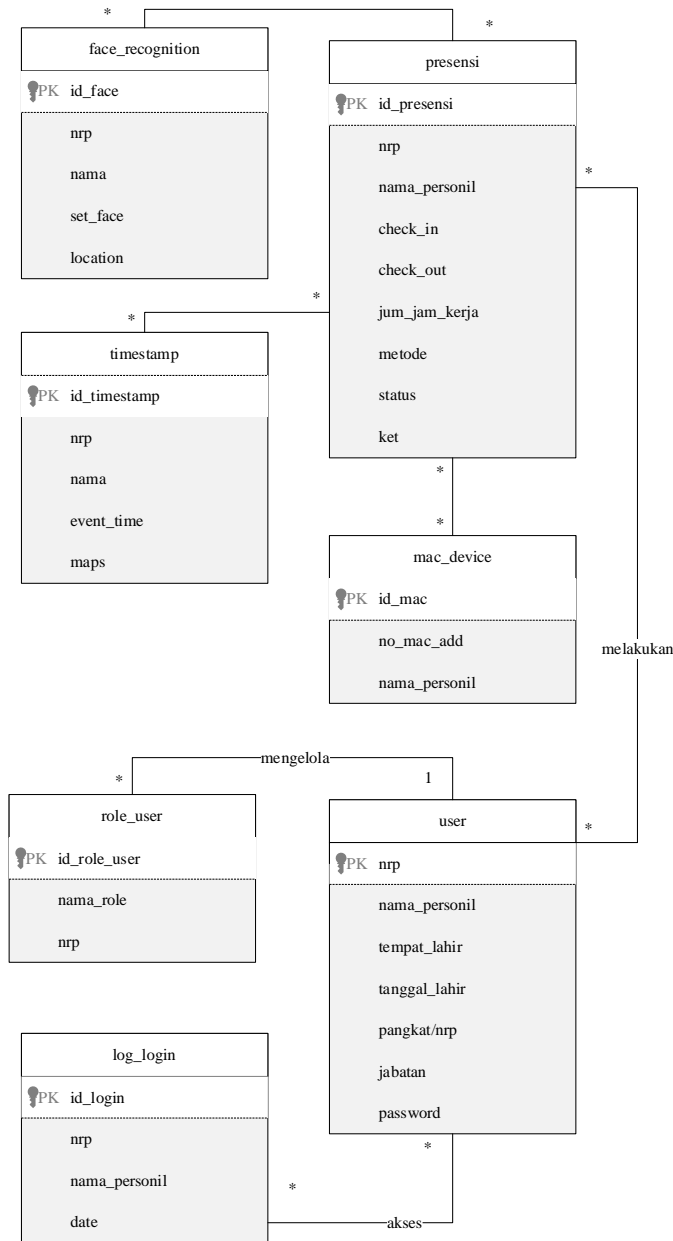 *
*
face_recognition
PK id_face
nrp
nama
set_face
location
presensi
PK id_presensi
nrp
nama_personil
check_in
check_out
jum_jam_kerja
metode
status
ket
*
*
*
timestamp
PK id_timestamp
nrp
nama
event_time
maps
*
*
mac_device
PK id_mac
no_mac_add
nama_personil
melakukan
mengelola
*
1
role_user
PK id_role_user
nama_role
nrp
user
*
PK nrp
nama_personil
tempat_lahir
tanggal_lahir
pangkat/nrp
jabatan
password
*
log_login
PK id_login
nrp
nama_personil
date
*
akses